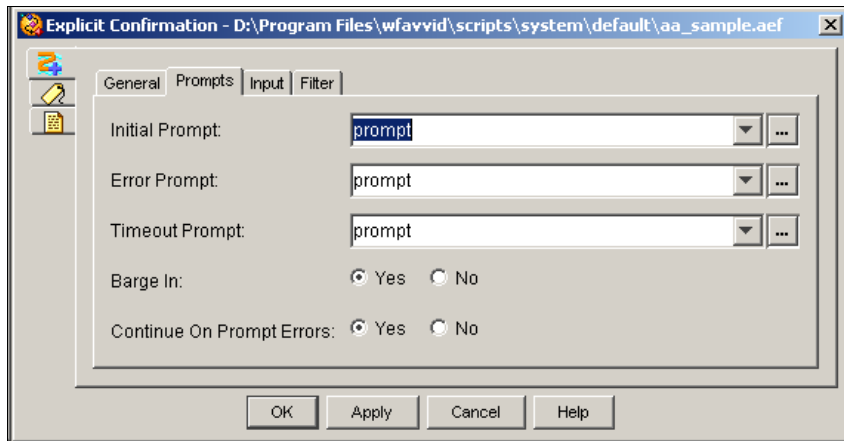 Explicit Confirmation - D:\Program Files\wfavvid\scripts\system\default\aa_sample.aef
General Prompts Input Filter
Initial Prompt: prompt ...
Error Prompt: prompt ...
Timeout Prompt: prompt ...
Barge In: Yes No
Continue On Prompt Errors: Yes No
OK Apply Cancel Help